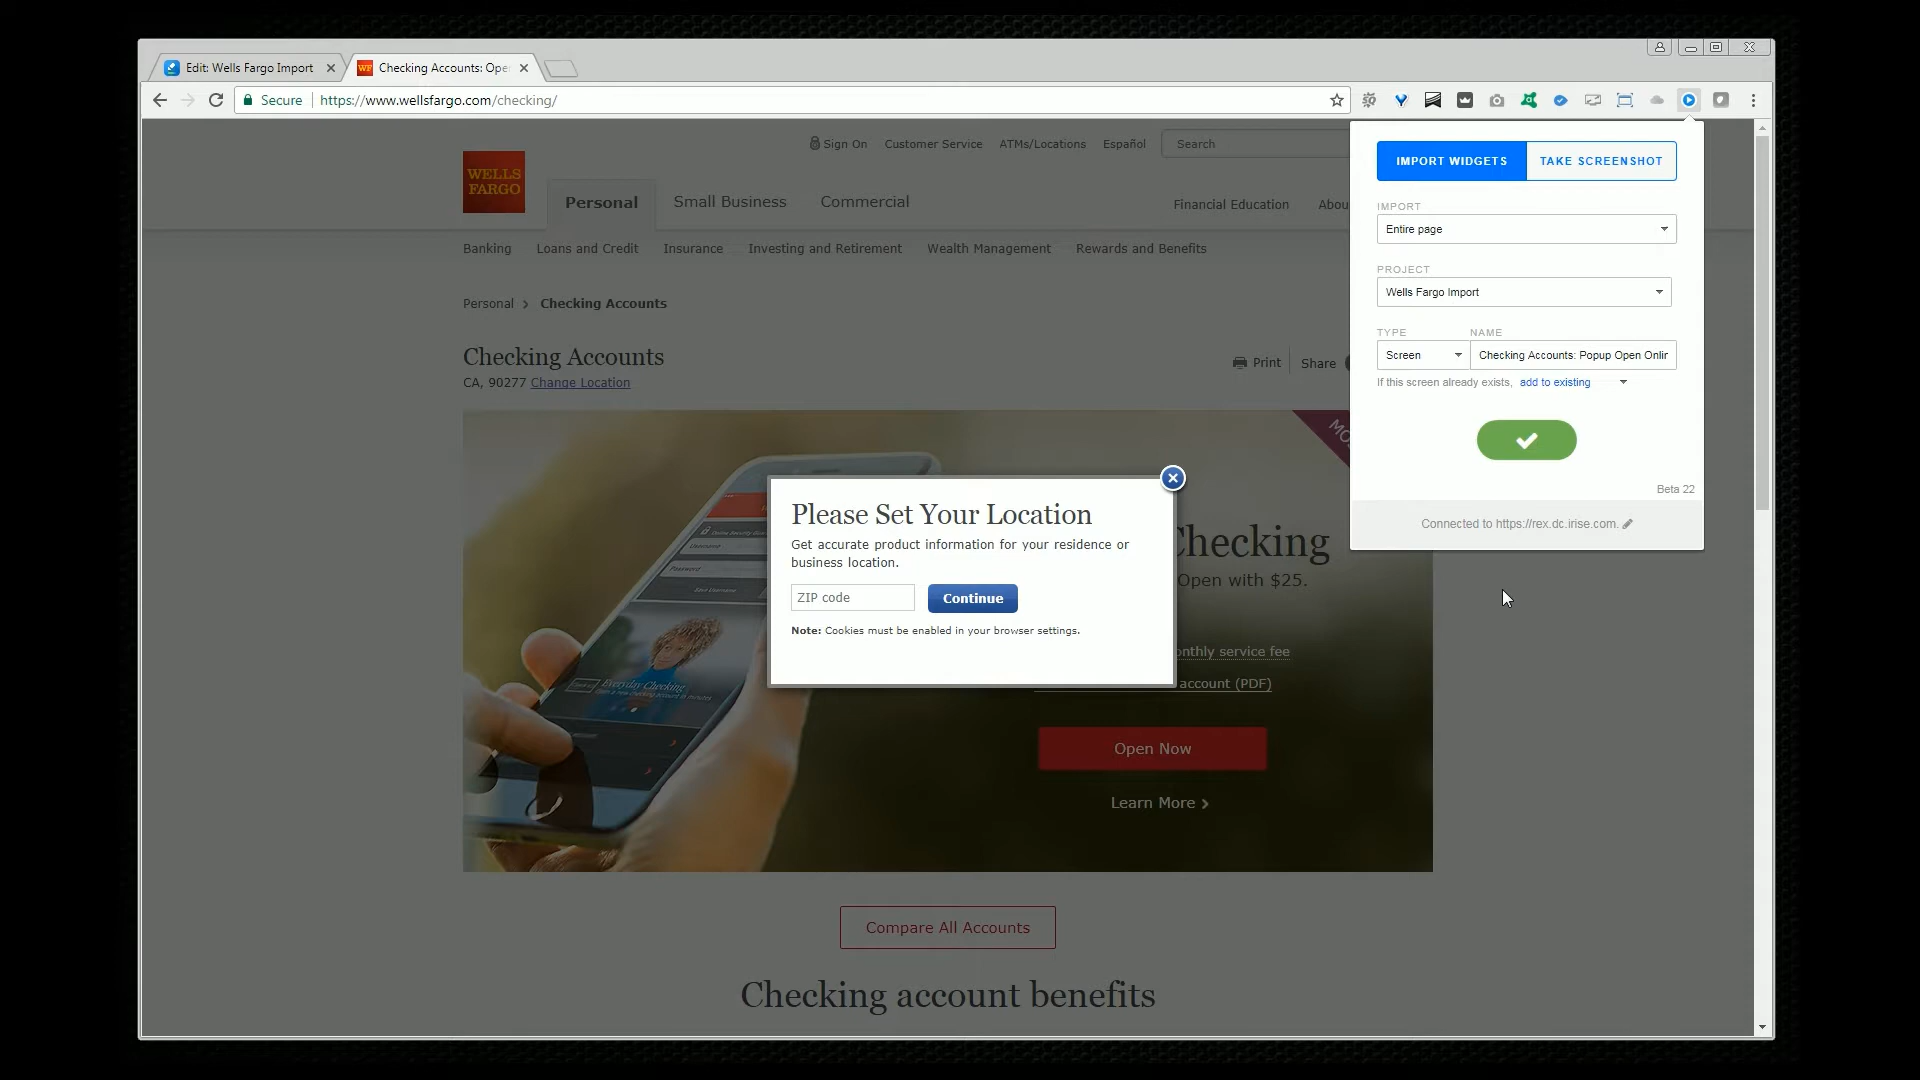 Edit: Wells Fargo Import
Checking Accounts: Ope
Secure
https://www.wellsfargo.com/checking/
Sign On
Customer Service
ATMs/Locations
Español
Search
WELLS
FARGO
Personal
Small Business
Commercial
Financial Education
Abou
Banking
Loans and Credit
Insurance
Investing and Retirement
Wealth Management
Rewards and Benefits
Personal
Checking Accounts
Checking Accounts
CA, 90277 Change Location
Print
Share
IMPORT WIDGETS
TAKE SCREENSHOT
IMPORT
Entire page
PROJECT
Wells Fargo Import
TYPE
NAME
Screen
Checking Accounts: Popup Open Onlin
If this screen already exists, add to existing
Beta 22
Connected to https://rex.dc.irise.com.
MO
Please Set Your Location
Get accurate product information for your residence or
business location.
ZIP code
Continue
Note: Cookies must be enabled in your browser settings.
Everyday Checking
Checking
Open with $25.
onthly service fee
account (PDF)
Open Now
Learn More
Compare All Accounts
Checking account benefits